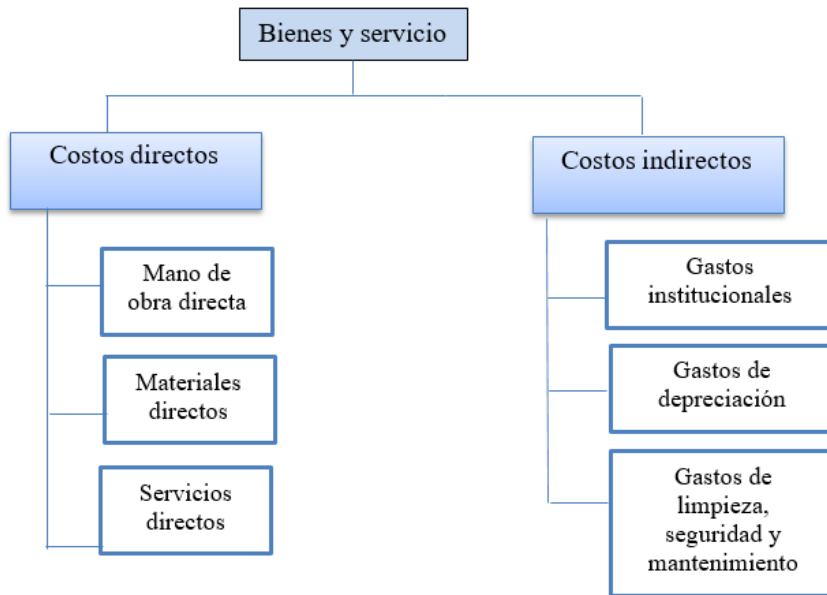 Bienes y servicio
Costos directos
Mano de
obra directa
Materiales
directos
Servicios
directos
Costos indirectos
Gastos
institucionales
Gastos de
depreciación
Gastos de
limpieza,
seguridad y
mantenimiento